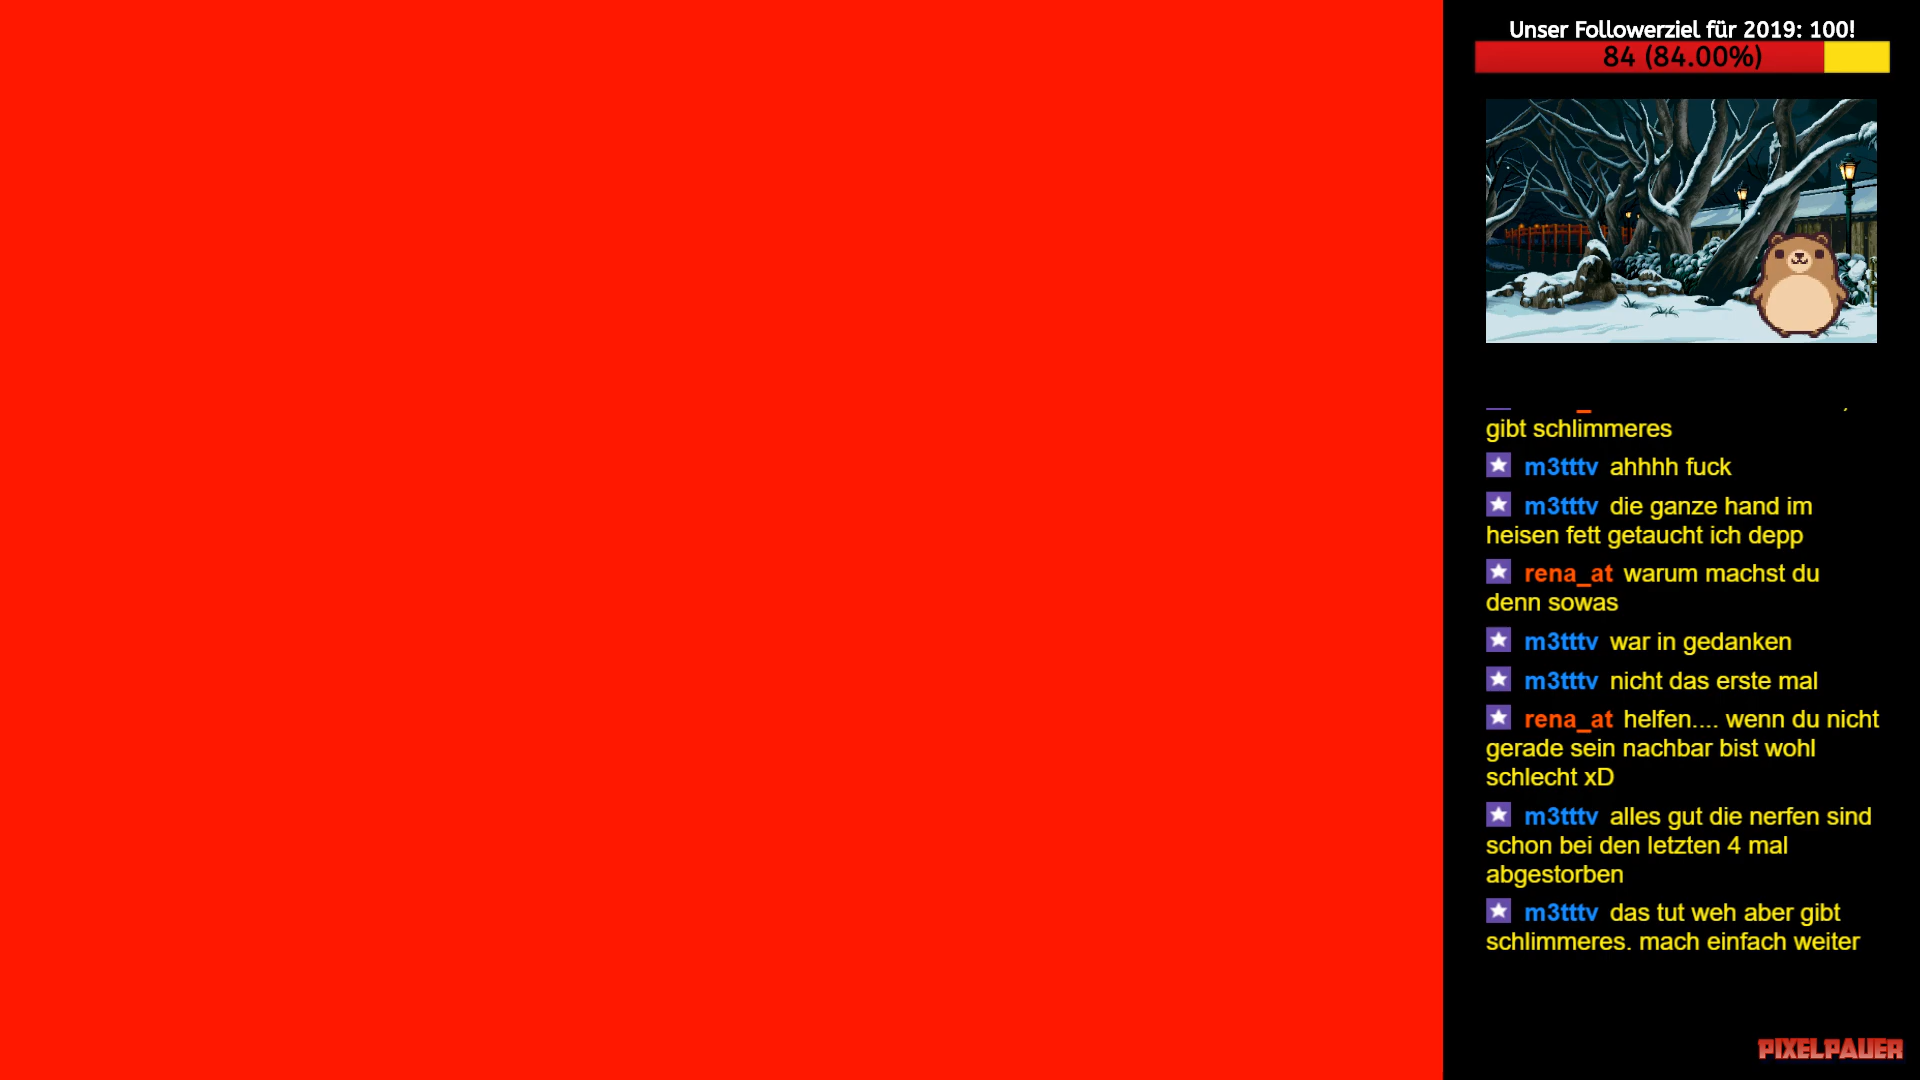 Unser Followerziel für 2019: 100!
84 (84.00%)
gibt schlimmeres
m3tttv ahhhh fuck
m3tttv die ganze hand im
heisen fett getaucht ich depp
rena_at warum machst du
denn sowas
m3tttv war in gedanken
m3tttv nicht das erste mal
rena_at helfen.... wenn du nicht
gerade sein nachbar bist wohl
schlecht xD
m3tttv alles gut die nerfen sind
schon bei den letzten 4 mal
abgestorben
m3tttv das tut weh aber gibt
schlimmeres. mach einfach weiter
PIXELPAUER